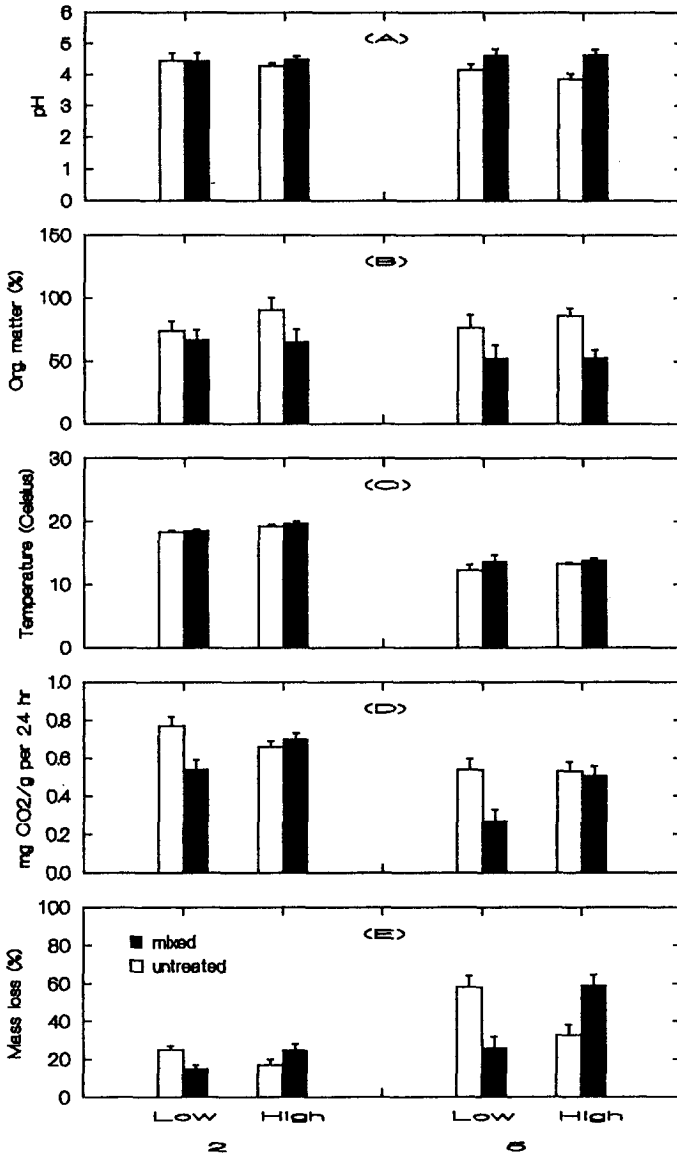 6
5
4
3
2
1
0
pH
(A)
150
100
50
0
Org. matter (%)
(B)
30
20
10
0
Temperature (Celsius)
(C)
1.0
0.8
0.6
0.4
0.2
0.0
mg CO2/g per 24 hr
(D)
100
80
60
40
20
0
Mass loss (%)
(E)
mixed
untreated
Low High Low High
2 5